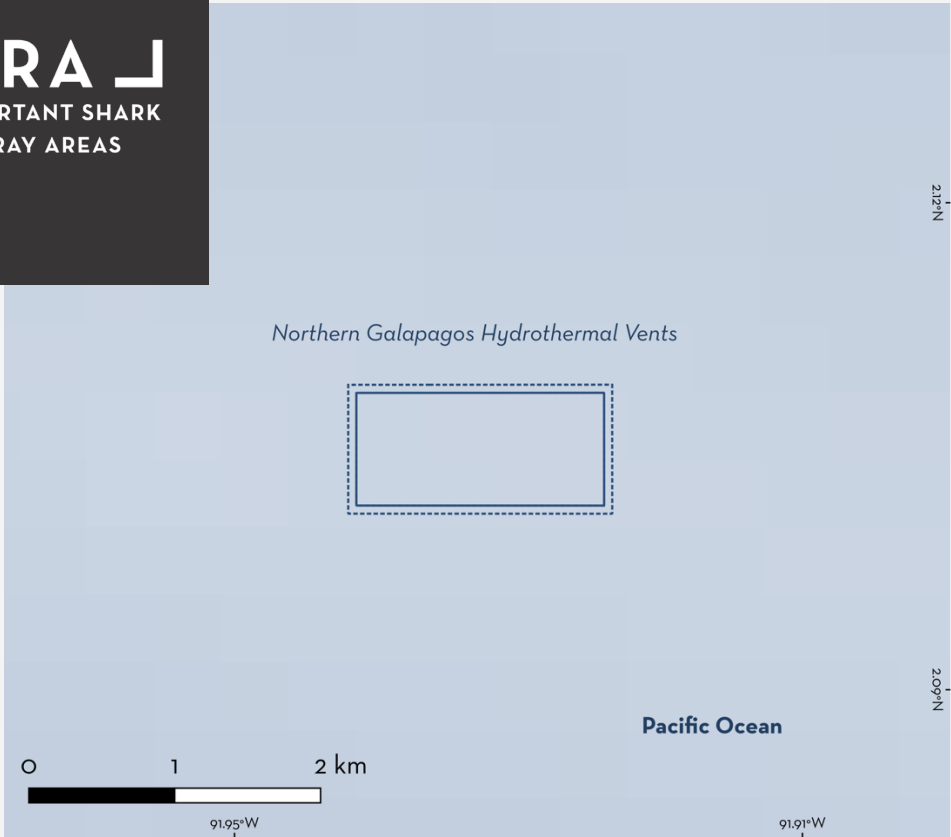 RA
RTANT SHARK
RAY AREAS
2.12°N
Northern Galapagos Hydrothermal Vents
2.09°N
Pacific Ocean
0 1 2 km
91.95°W 91.91°W